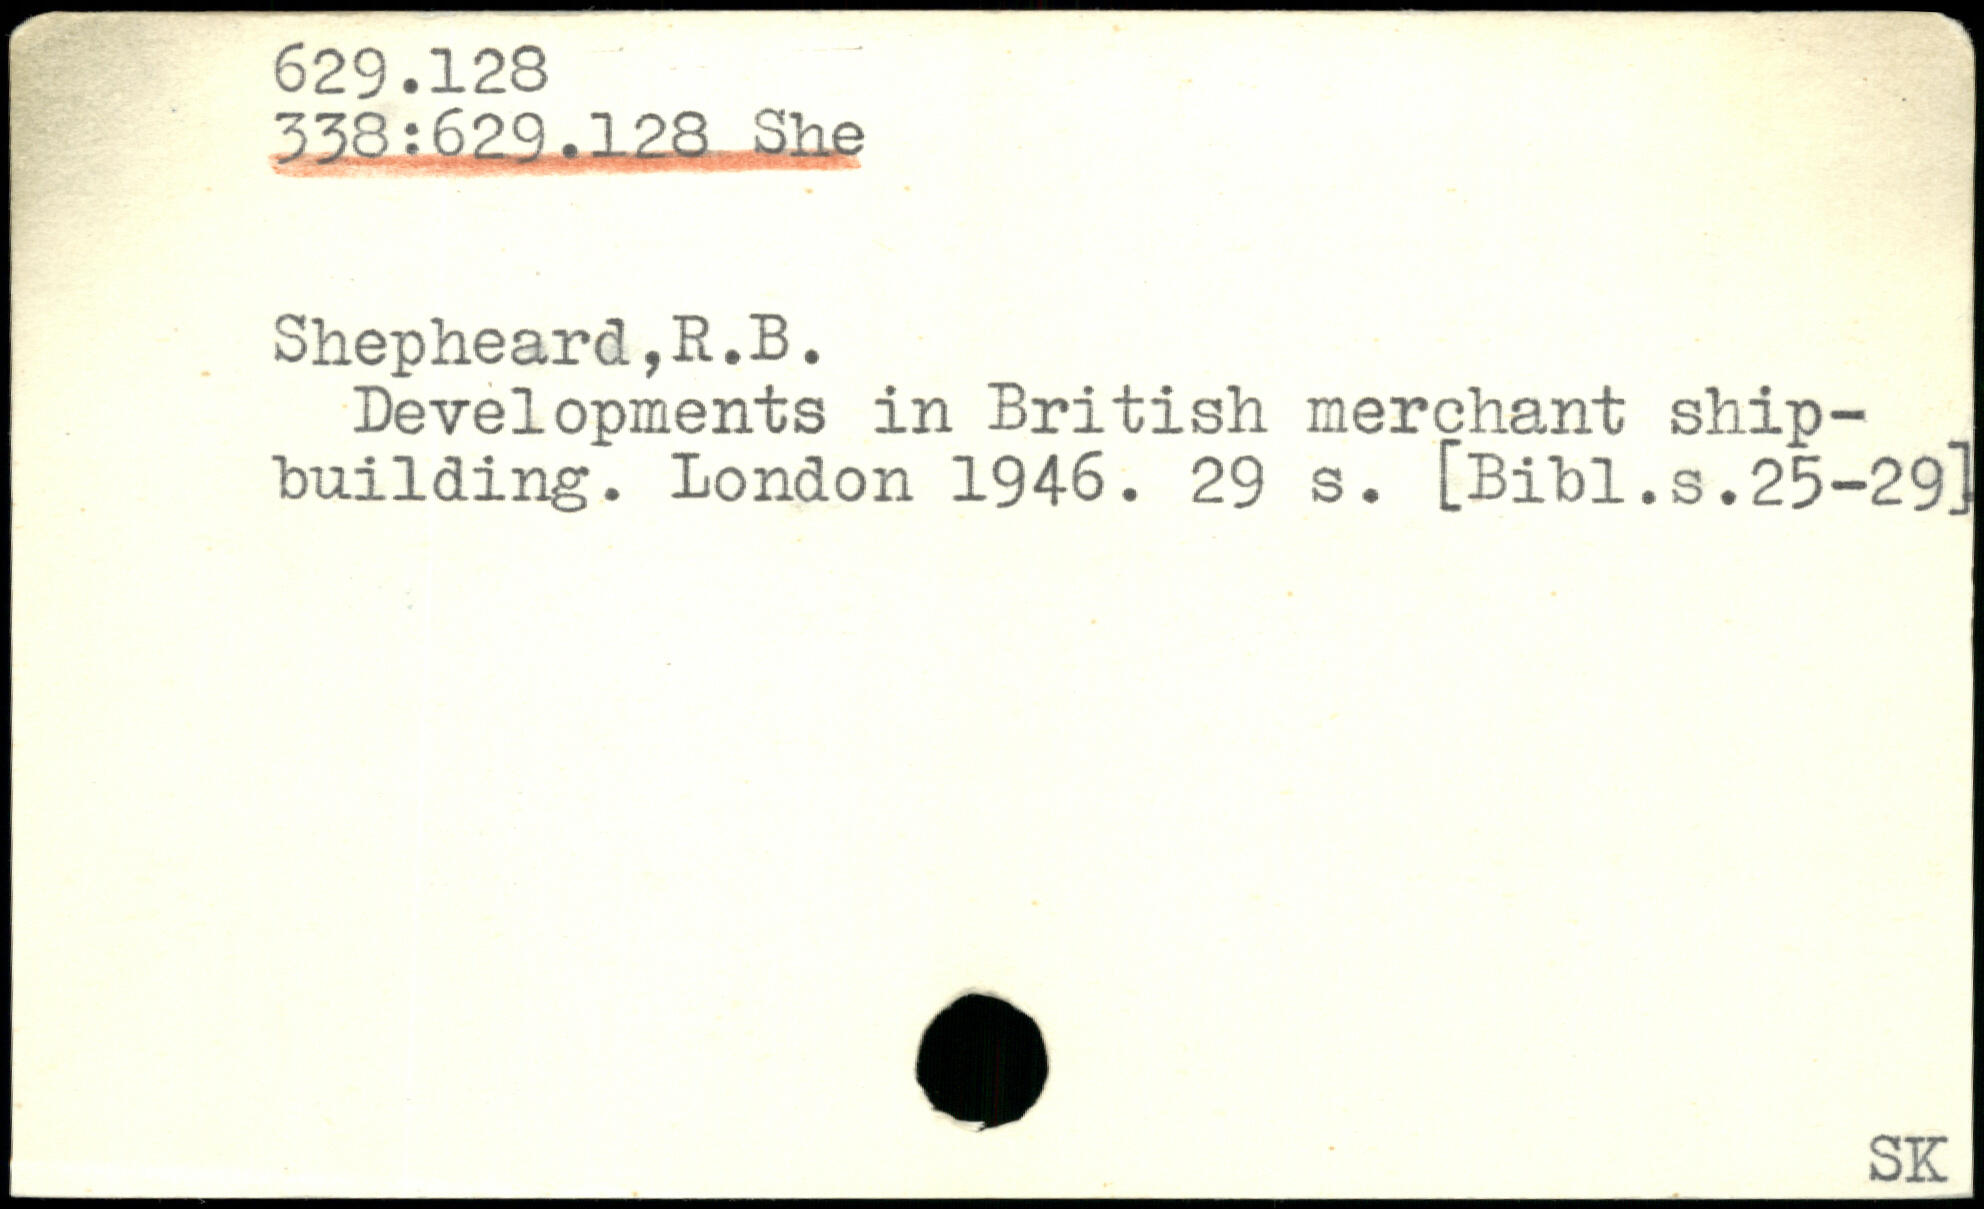 629.128
338:629.128 She
Shepheard,R.B.
Developments in British merchant ship-
building. London 1946. 29 s. [Bibl.s.25-29]
SK